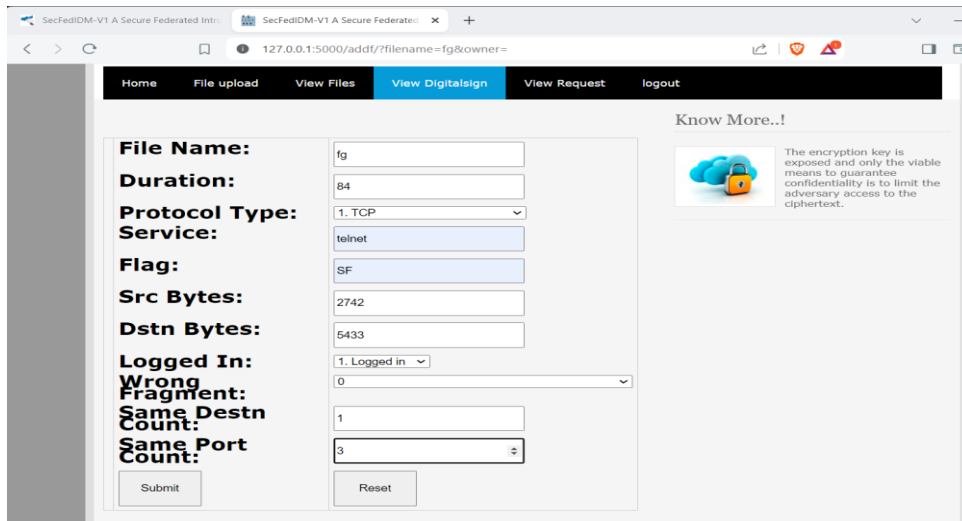 SecFedIDM-V1 A Secure Federated Intru
SecFedIDM-V1 A Secure Federated
127.0.0.1:5000/addf/?filename=fg&owner=
Home File upload View Files View Digitalsign View Request logout
Know More..!
The encryption key is
exposed and only the viable
means to guarantee
confidentiality is to limit the
adversary access to the
ciphertext.
File Name: fg
Duration: 84
Protocol Type: 1. TCP
Service: telnet
Flag: SF
Src Bytes: 2742
Dstn Bytes: 5433
Logged In: 1. Logged in
Wrong
Fragment: 0
Same Destn
Count: 1
Same Port
Count: 3
Submit Reset